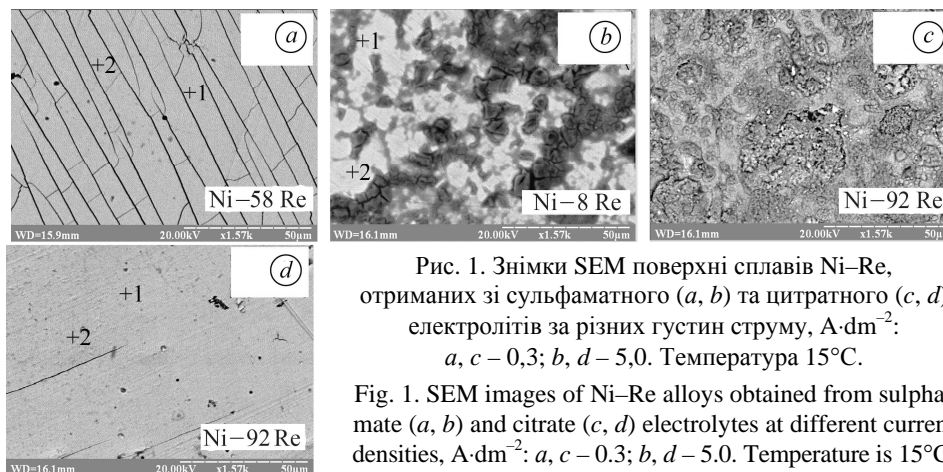 a
+2
+1
Ni–58 Re
WD=15.9mm 20.00kV x1.57k 50µm
b
+1
+2
Ni–8 Re
WD=16.1mm 20.00kV x1.57k 50µm
c
Ni–92 Re
WD=16.1mm 20.00kV x1.57k 50µm
d
+1
+2
Ni–92 Re
WD=16.1mm 20.00kV x1.57k 50µm
Рис. 1. Знімки SEM поверхні сплавів Ni–Re,
отриманих зі сульфаматного (a, b) та цитратного (c, d)
електролітів за різних густин струму, A·dm⁻²:
a, c – 0,3; b, d – 5,0. Температура 15°C.
Fig. 1. SEM images of Ni–Re alloys obtained from sulpha-
mate (a, b) and citrate (c, d) electrolytes at different current
densities, A·dm⁻²: a, c – 0.3; b, d – 5.0. Temperature is 15°C.